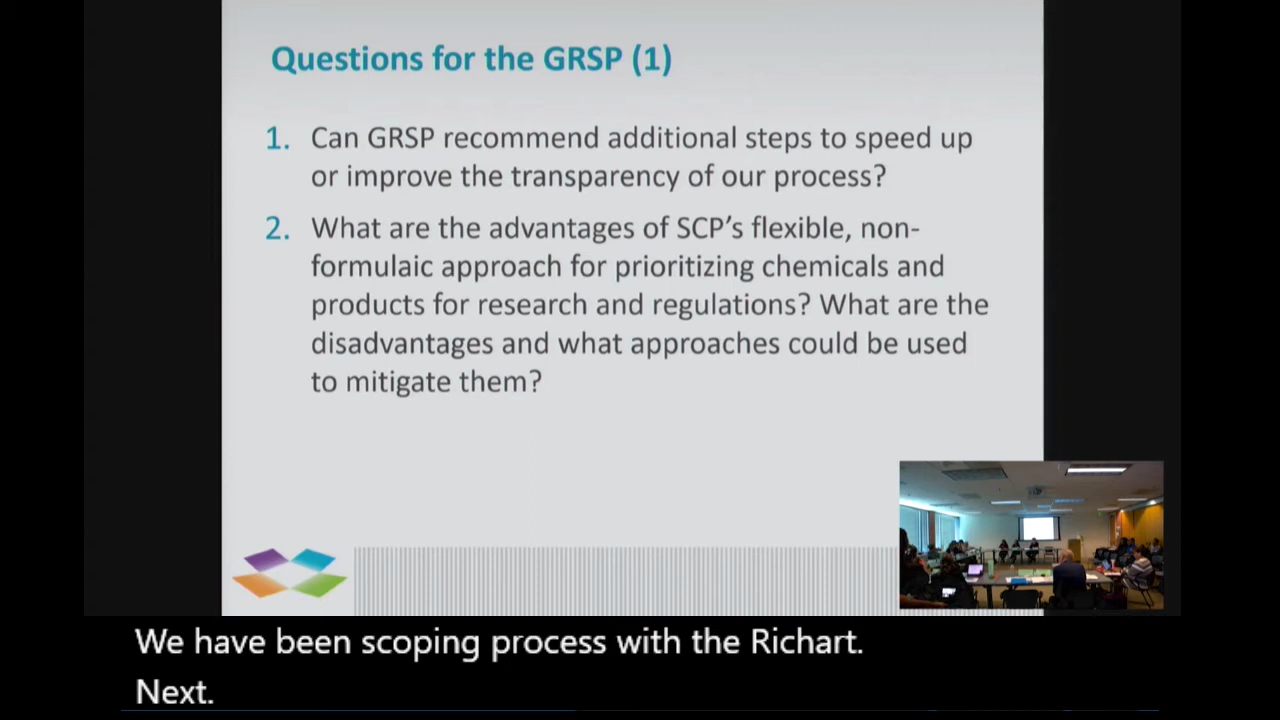 Questions for the GRSP (1)
1. Can GRSP recommend additional steps to speed up
or improve the transparency of our process?
2. What are the advantages of SCP’s flexible, non-
formulaic approach for prioritizing chemicals and
products for research and regulations? What are the
disadvantages and what approaches could be used
to mitigate them?
We have been scoping process with the Richart.
Next.